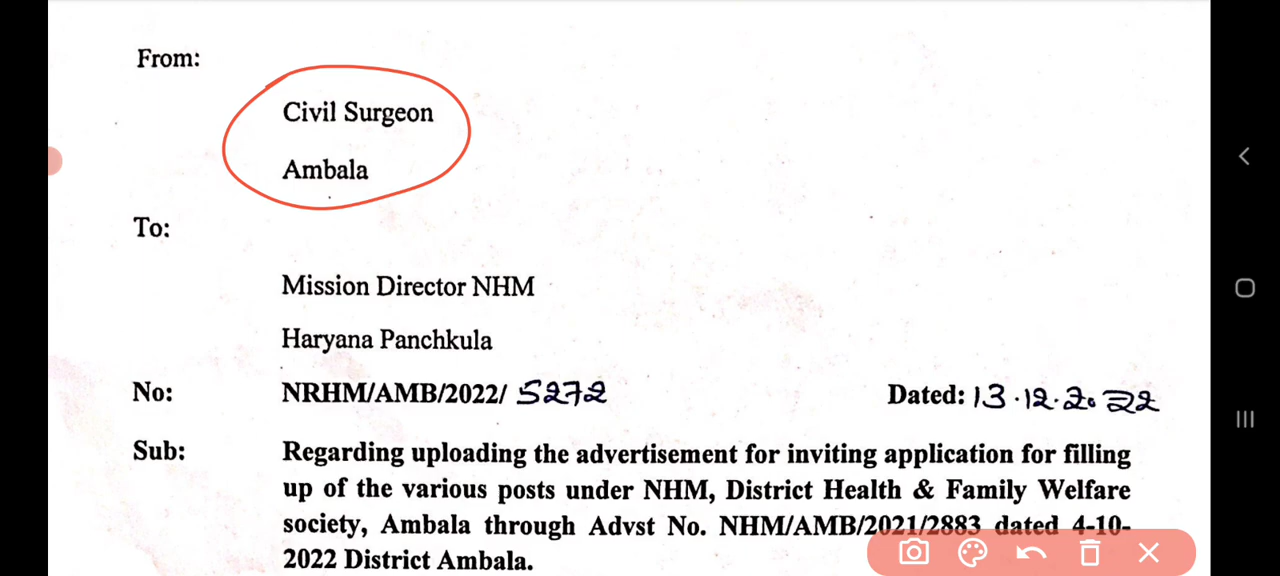 From:
Civil Surgeon
Ambala
To:
Mission Director NHM
Haryana Panchkula
No: NRHM/AMB/2022/ 5272 Dated: 13.12.2022
Sub: Regarding uploading the advertisement for inviting application for filling
up of the various posts under NHM, District Health & Family Welfare
society, Ambala through Advst No. NHM/AMB/2021/2883 dated 4-10-
2022 District Ambala.